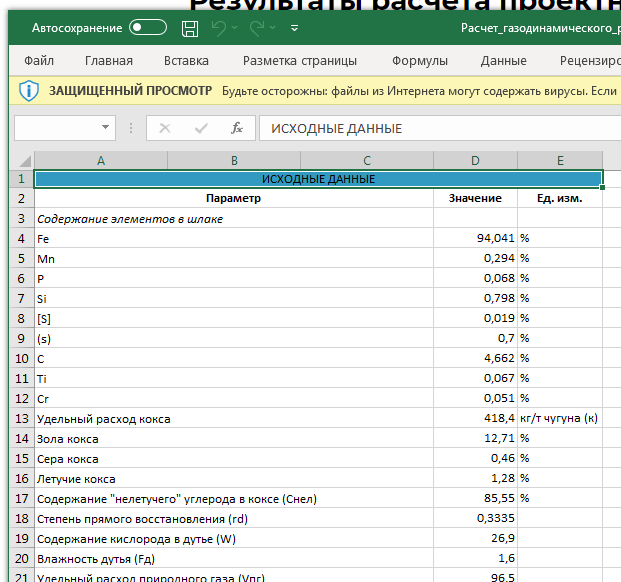 Результаты расчета проектн
Автосохранение
Расчет_газодинамического_р
Файл Главная Вставка Разметка страницы Формулы Данные Рецензиро
ЗАЩИЩЕННЫЙ ПРОСМОТР Будьте осторожны: файлы из Интернета могут содержать вирусы. Если
fx ИСХОДНЫЕ ДАННЫЕ
A B C D E
1 ИСХОДНЫЕ ДАННЫЕ
2 Параметр Значение Ед. изм.
3 Содержание элементов в шлаке
4 Fe 94,041 %
5 Mn 0,294 %
6 P 0,068 %
7 Si 0,798 %
8 [S] 0,019 %
9 (s) 0,7 %
10 C 4,662 %
11 Ti 0,067 %
12 Cr 0,051 %
13 Удельный расход кокса 418,4 кг/т чугуна (к)
14 Зола кокса 12,71 %
15 Сера кокса 0,46 %
16 Летучие кокса 1,28 %
17 Содержание "нелетучего" углерода в коксе (Cнел) 85,55 %
18 Степень прямого восстановления (rd) 0,3335
19 Содержание кислорода в дутье (W) 26,9
20 Влажность дутья (Fд) 1,6
21 Удельный расход природного газа (Vпг) 96,5